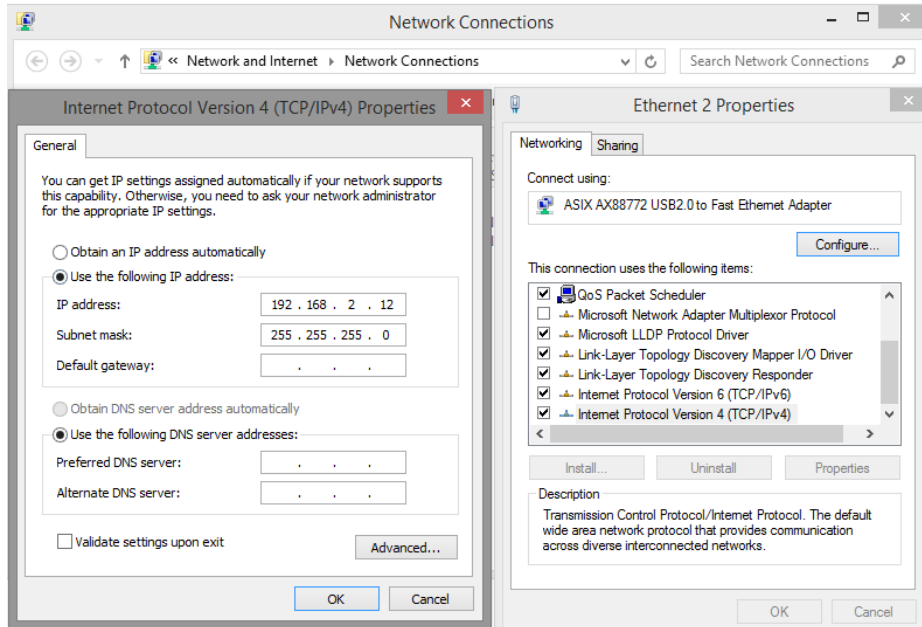 Network Connections
« Network and Internet ▸ Network Connections
Search Network Connections
Internet Protocol Version 4 (TCP/IPv4) Properties
General
You can get IP settings assigned automatically if your network supports
this capability. Otherwise, you need to ask your network administrator
for the appropriate IP settings.
Obtain an IP address automatically
Use the following IP address:
IP address: 192 . 168 . 2 . 12
Subnet mask: 255 . 255 . 255 . 0
Default gateway: . . .
Obtain DNS server address automatically
Use the following DNS server addresses:
Preferred DNS server: . . .
Alternate DNS server: . . .
Validate settings upon exit
Advanced...
OK Cancel
Ethernet 2 Properties
Networking Sharing
Connect using:
ASIX AX88772 USB2.0 to Fast Ethernet Adapter
Configure...
This connection uses the following items:
QoS Packet Scheduler
Microsoft Network Adapter Multiplexor Protocol
Microsoft LLDP Protocol Driver
Link-Layer Topology Discovery Mapper I/O Driver
Link-Layer Topology Discovery Responder
Internet Protocol Version 6 (TCP/IPv6)
Internet Protocol Version 4 (TCP/IPv4)
Install... Uninstall Properties
Description
Transmission Control Protocol/Internet Protocol. The default
wide area network protocol that provides communication
across diverse interconnected networks.
OK Cancel